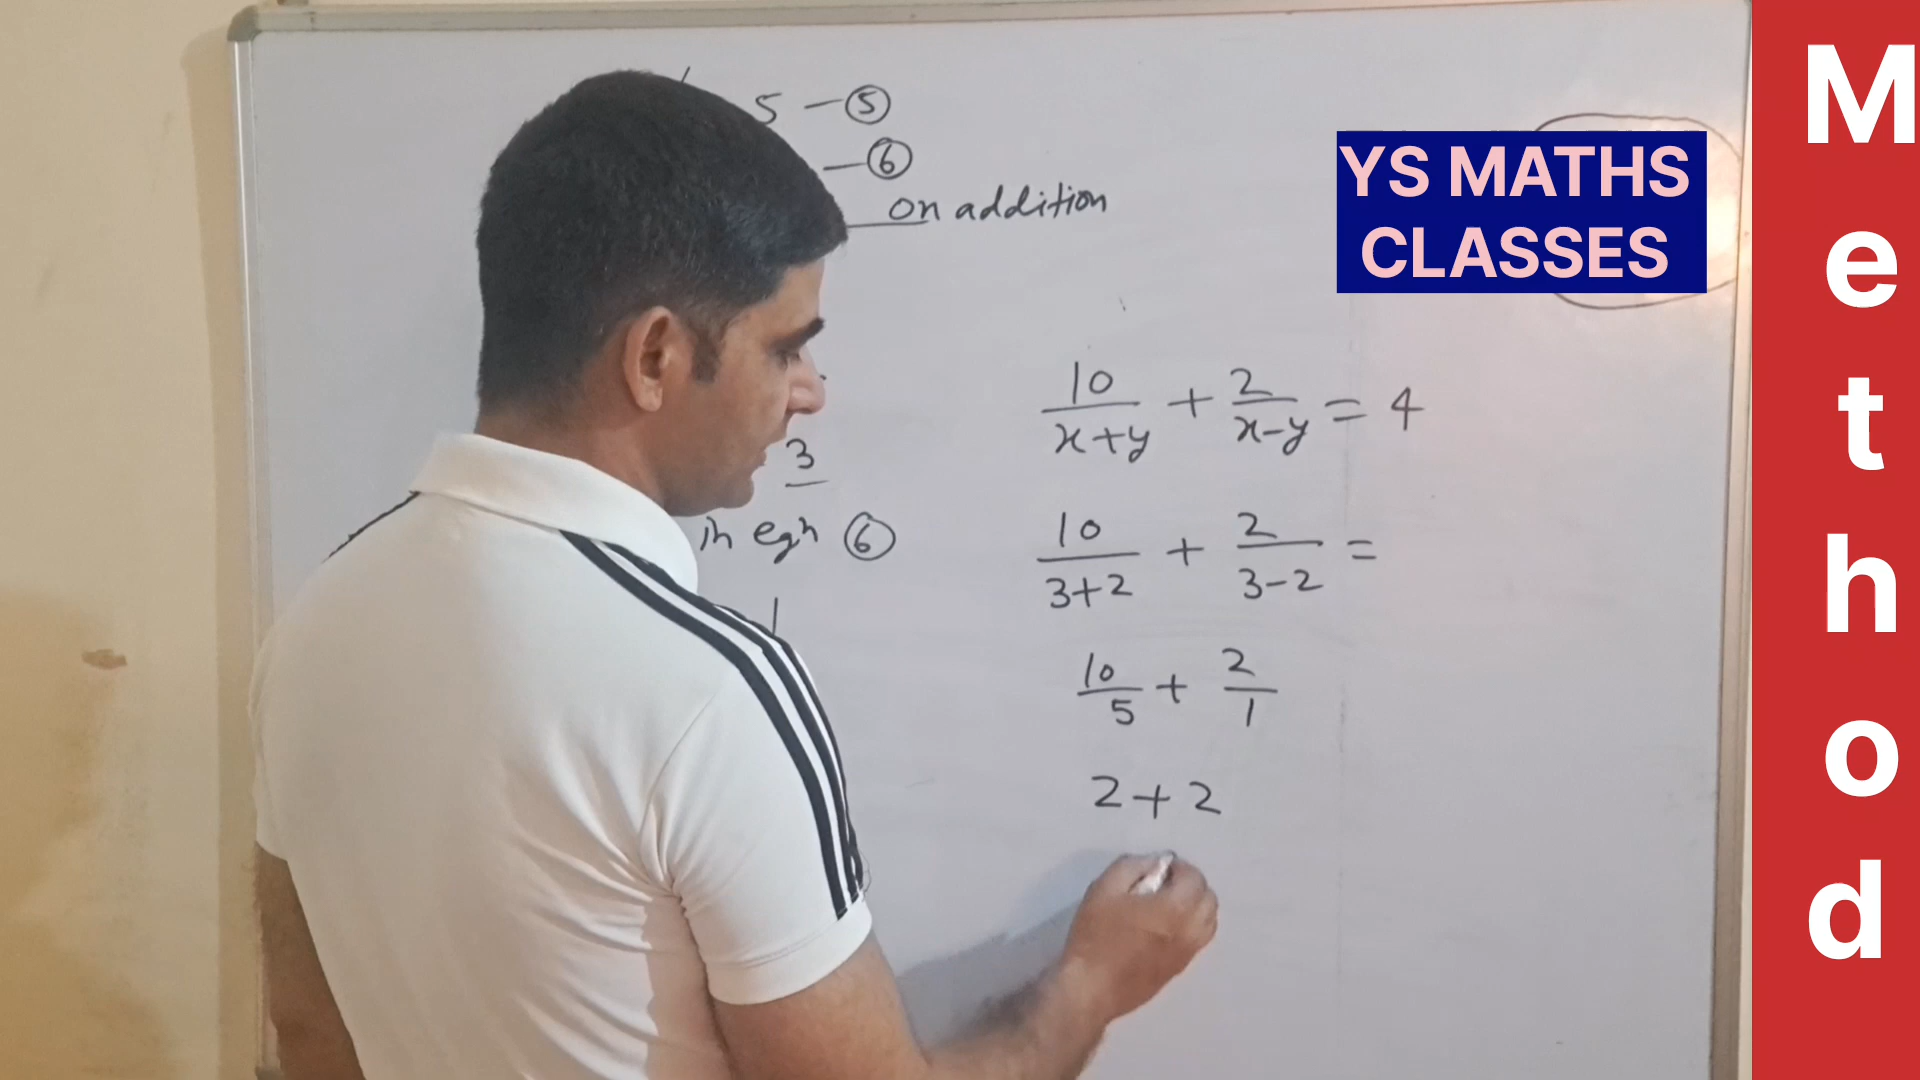 5 — ⑤
— ⑥
on addition
3
in eqn ⑥
1
10/x+y + 2/x-y = 4
10/3+2 + 2/3-2 =
10/5 + 2/1
2 + 2
YS MATHS
CLASSES
Method